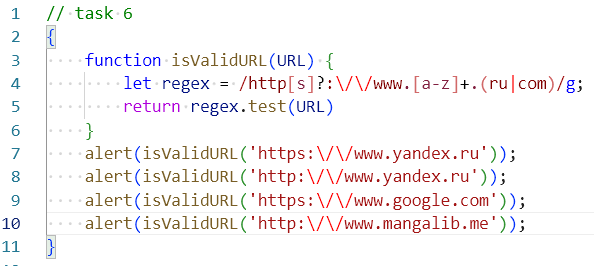 1 // task 6
2 {
3 function isValidURL(URL) {
4 let regex = /http[s]?:\/\/www.[a-z]+.(ru|com)/g;
5 return regex.test(URL)
6 }
7 alert(isValidURL('https:\/\/www.yandex.ru'));
8 alert(isValidURL('http:\/\/www.yandex.ru'));
9 alert(isValidURL('https:\/\/www.google.com'));
10 alert(isValidURL('http:\/\/www.mangalib.me'));
11 }